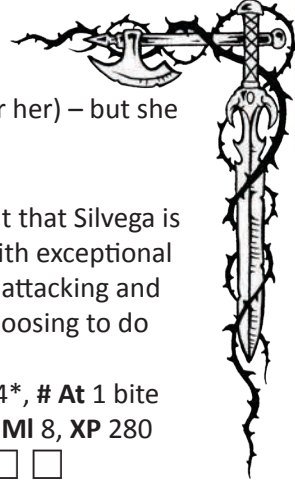 r her) – but she
t that Silvega is
ith exceptional
attacking and
oosing to do
4*, # At 1 bite
Ml 8, XP 280